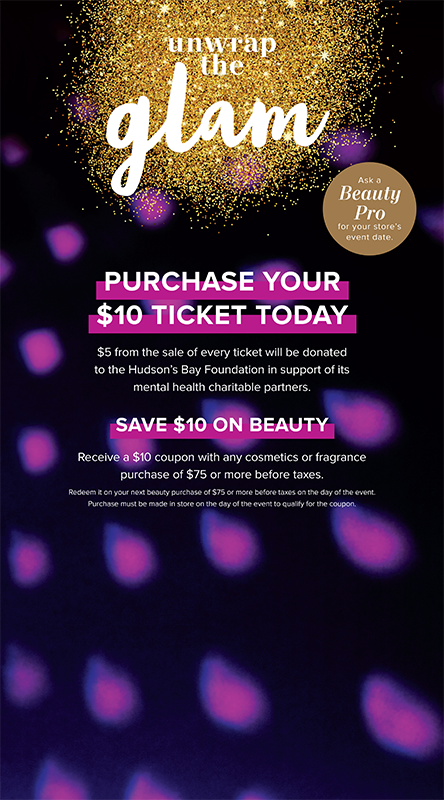 unwrap
the
glam
Ask a
Beauty
Pro
for your store's
event date.
PURCHASE YOUR
$10 TICKET TODAY
$5 from the sale of every ticket will be donated
to the Hudson's Bay Foundation in support of its
mental health charitable partners.
SAVE $10 ON BEAUTY
Receive a $10 coupon with any cosmetics or fragrance
purchase of $75 or more before taxes.
Redeem it on your next beauty purchase of $75 or more before taxes on the day of the event.
Purchase must be made in store on the day of the event to qualify for the coupon.